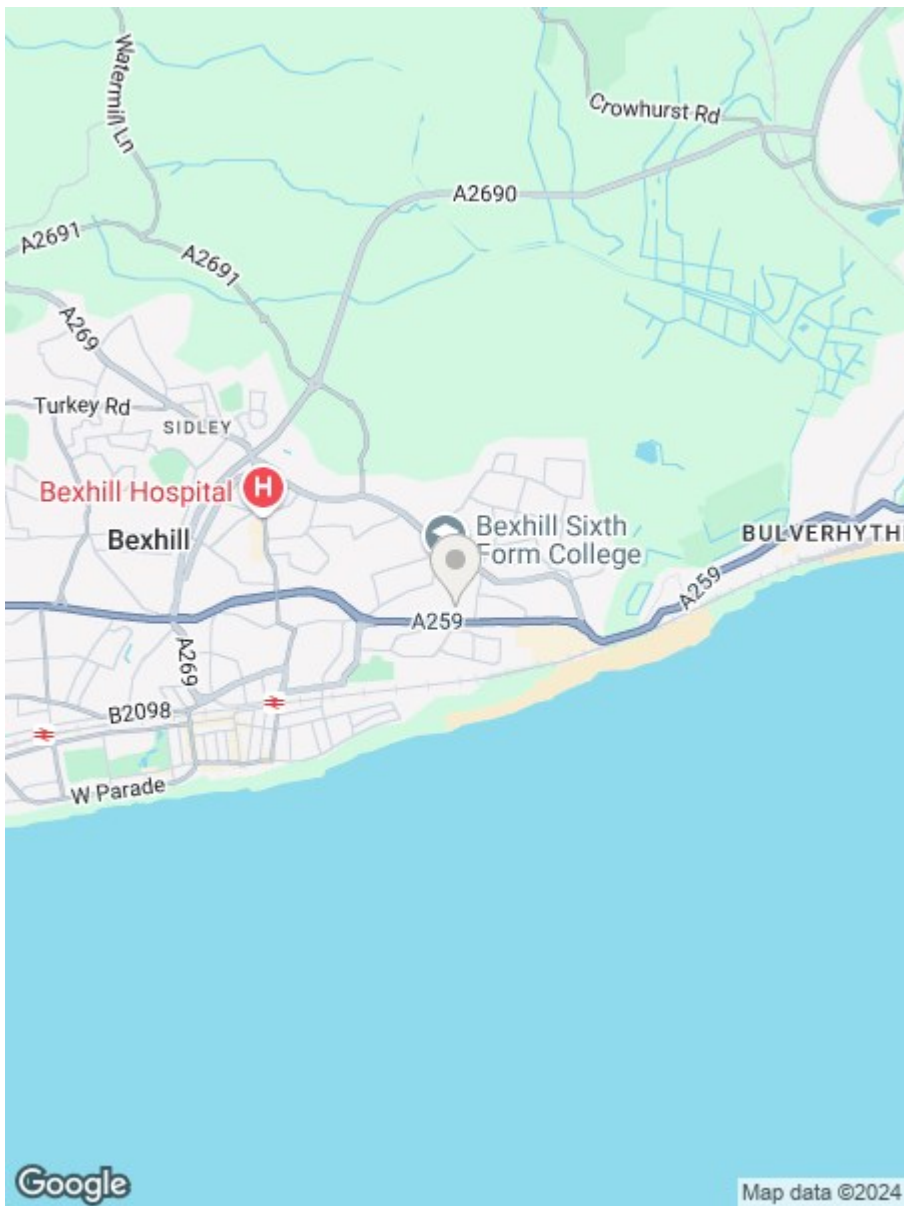 Watermill Ln
Crowhurst Rd
A2690
A2691
A2691
A269
Turkey Rd
SIDLEY
Bexhill Hospital
H
Bexhill Sixth
Form College
Bexhill
BULVERHYTHE
A259
A259
A269
B2098
W Parade
Google
Map data ©2024